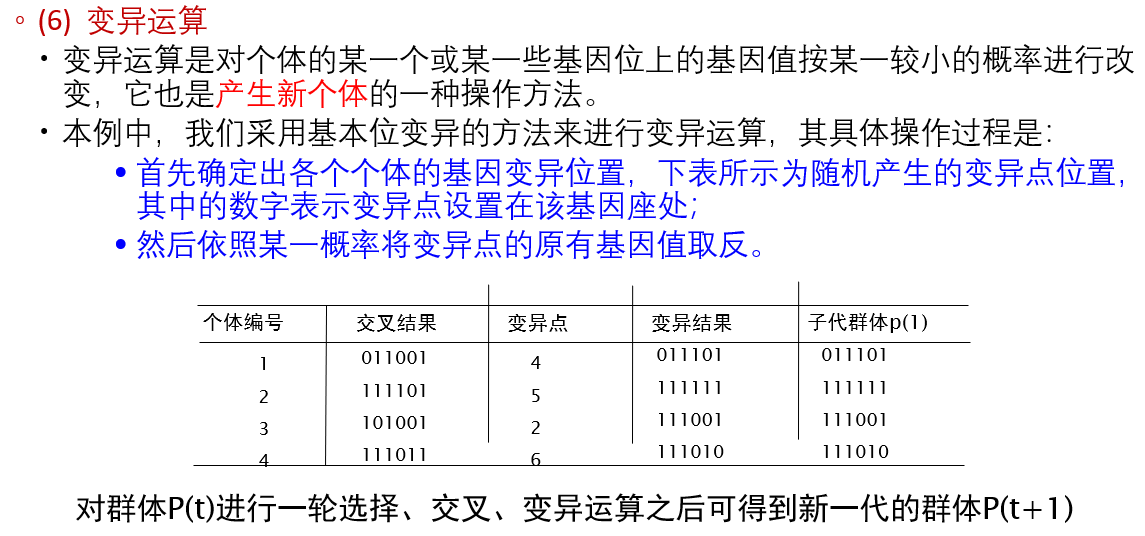 (6) 变异运算
变异运算是对个体的某一个或某一些基因位上的基因值按某一较小的概率进行改
变，它也是产生新个体的一种操作方法。
本例中，我们采用基本位变异的方法来进行变异运算，其具体操作过程是:
首先确定出各个个体的基因变异位置，下表所示为随机产生的变异点位置，
其中的数字表示变异点设置在该基因座处;
然后依照某一概率将变异点的原有基因值取反。
个体编号 交叉结果 变异点 变异结果 子代群体p(1)
1 011001 4 011101 011101
2 111101 5 111111 111111
3 101001 2 111001 111001
4 111011 6 111010 111010
对群体P(t)进行一轮选择、交叉、变异运算之后可得到新一代的群体P(t+1)